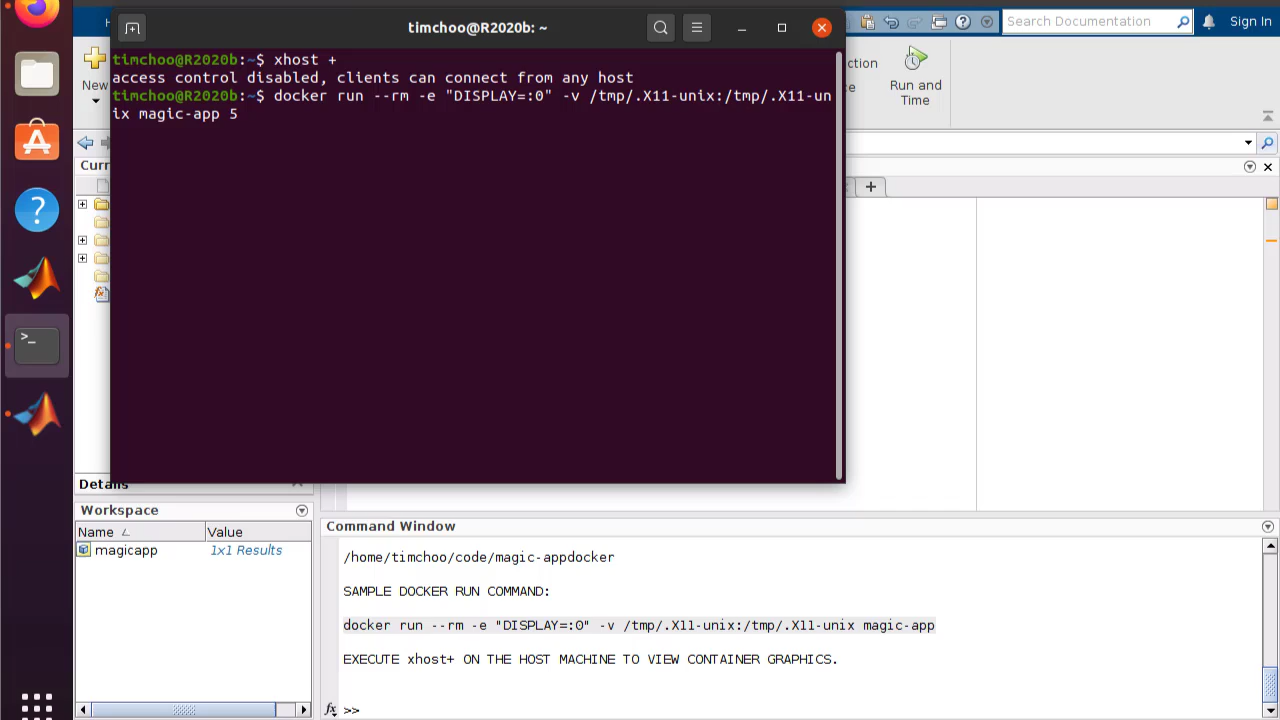 timchoo@R2020b: ~
timchoo@R2020b:~$ xhost +
access control disabled, clients can connect from any host
timchoo@R2020b:~$ docker run --rm -e "DISPLAY=:0" -v /tmp/.X11-unix:/tmp/.X11-un
ix magic-app 5
Search Documentation
Sign In
New
Run and
Time
Details
Workspace
Name
Value
magicapp
1x1 Results
Command Window
/home/timchoo/code/magic-appdocker
SAMPLE DOCKER RUN COMMAND:
docker run --rm -e "DISPLAY=:0" -v /tmp/.X11-unix:/tmp/.X11-unix magic-app
EXECUTE xhost+ ON THE HOST MACHINE TO VIEW CONTAINER GRAPHICS.
fx >>